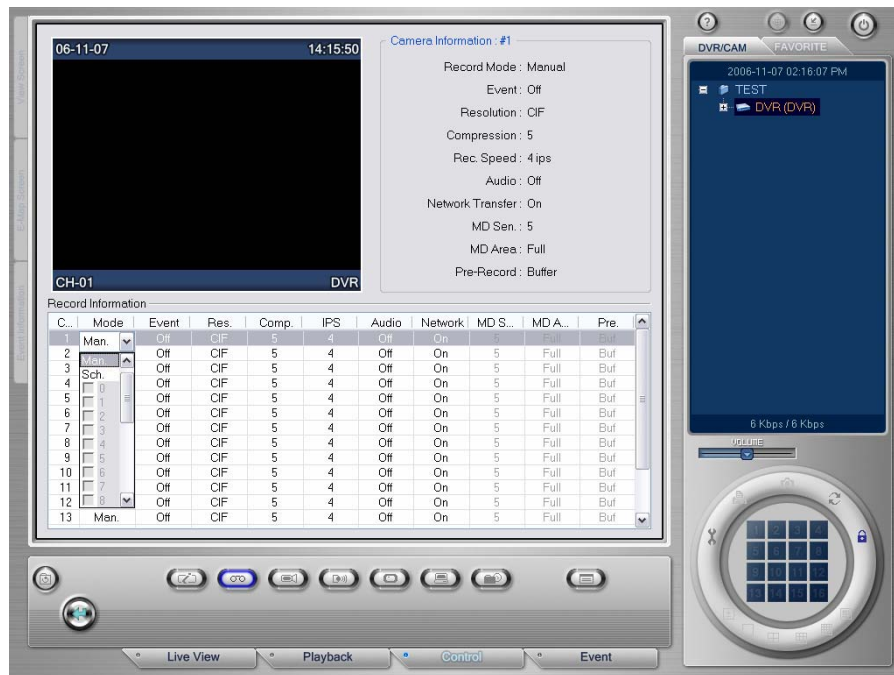 06-11-07 14:15:50
CH-01 DVR
Camera Information : #1
Record Mode : Manual
Event : Off
Resolution : CIF
Compression : 5
Rec. Speed : 4 ips
Audio : Off
Network Transfer : On
MD Sen. : 5
MD Area : Full
Pre-Record : Buffer
Record Information
C... Mode Event Res. Comp. IPS Audio Network MD S... MD A... Pre.
1 Man. Off CIF 5 4 Off On 5 Full Buf
2 Man. Off CIF 5 4 Off On 5 Full Buf
3 Sch. Off CIF 5 4 Off On 5 Full Buf
4 0 Off CIF 5 4 Off On 5 Full Buf
5 1 Off CIF 5 4 Off On 5 Full Buf
6 2 Off CIF 5 4 Off On 5 Full Buf
7 3 Off CIF 5 4 Off On 5 Full Buf
8 4 Off CIF 5 4 Off On 5 Full Buf
9 5 Off CIF 5 4 Off On 5 Full Buf
10 6 Off CIF 5 4 Off On 5 Full Buf
11 7 Off CIF 5 4 Off On 5 Full Buf
12 8 Off CIF 5 4 Off On 5 Full Buf
13 Man. Off CIF 5 4 Off On 5 Full Buf
View Screen
E-Map Screen
Event Information
Live View Playback Control Event
DVR/CAM FAVORITE
2006-11-07 02:16:07 PM
TEST
DVR (DVR)
6 Kbps / 6 Kbps
VOLUME
1 2 3 4
5 6 7 8
9 10 11 12
13 14 15 16